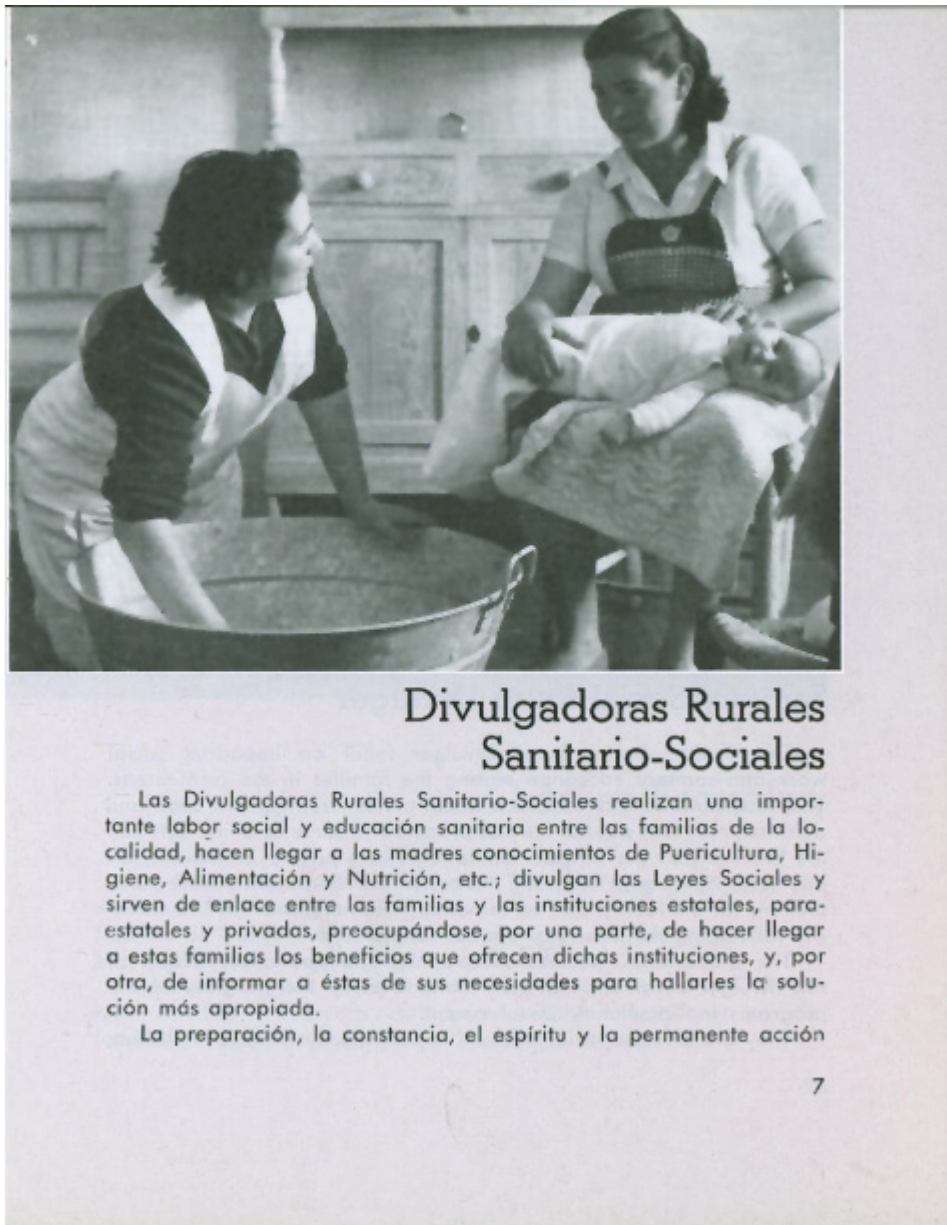 Divulgadoras Rurales
Sanitario-Sociales
Las Divulgadoras Rurales Sanitario-Sociales realizan una impor-
tante labor social y educación sanitaria entre las familias de la lo-
calidad, hacen llegar a las madres conocimientos de Puericultura, Hi-
giene, Alimentación y Nutrición, etc.; divulgan las Leyes Sociales y
sirven de enlace entre las familias y las instituciones estatales, para-
estatales y privadas, preocupándose, por una parte, de hacer llegar
a estas familias los beneficios que ofrecen dichas instituciones, y, por
otra, de informar a éstas de sus necesidades para hallarles la solu-
ción más apropiada.
La preparación, la constancia, el espíritu y la permanente acción
7